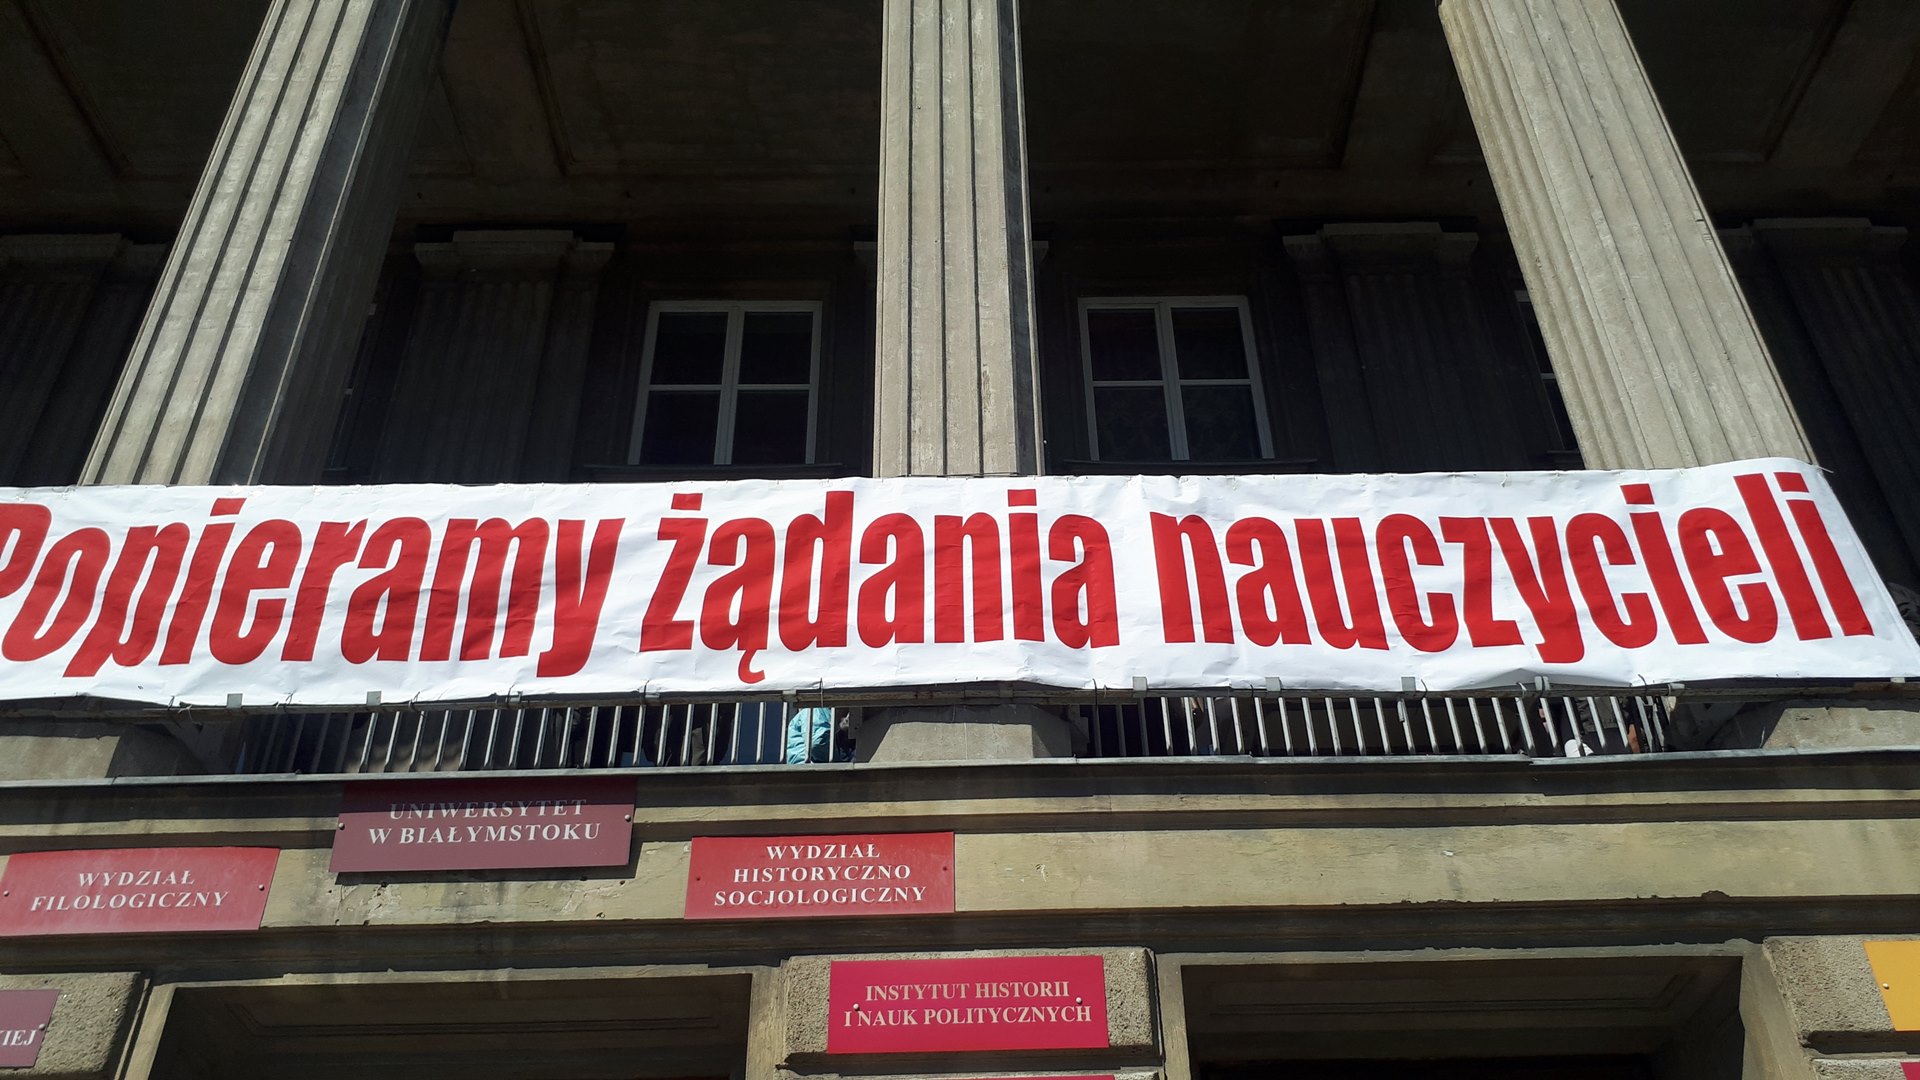 Popieramy żądania nauczycieli
UNIWERSYTET
W BIAŁYMSTOKU
WYDZIAŁ
FILOLOGICZNY
WYDZIAŁ
HISTORYCZNO
SOCJOLOGICZNY
INSTYTUT HISTORII
I NAUK POLITYCZNYCH